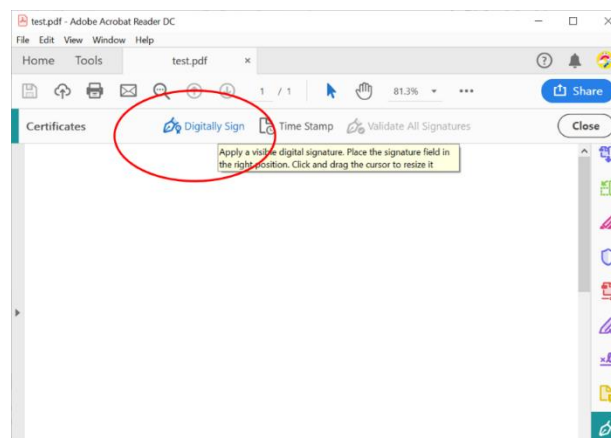 test.pdf - Adobe Acrobat Reader DC
File Edit View Window Help
Home Tools test.pdf ×
1 / 1 81.3% Share
Certificates Digitally Sign Time Stamp Validate All Signatures Close
Apply a visible digital signature. Place the signature field in
the right position. Click and drag the cursor to resize it